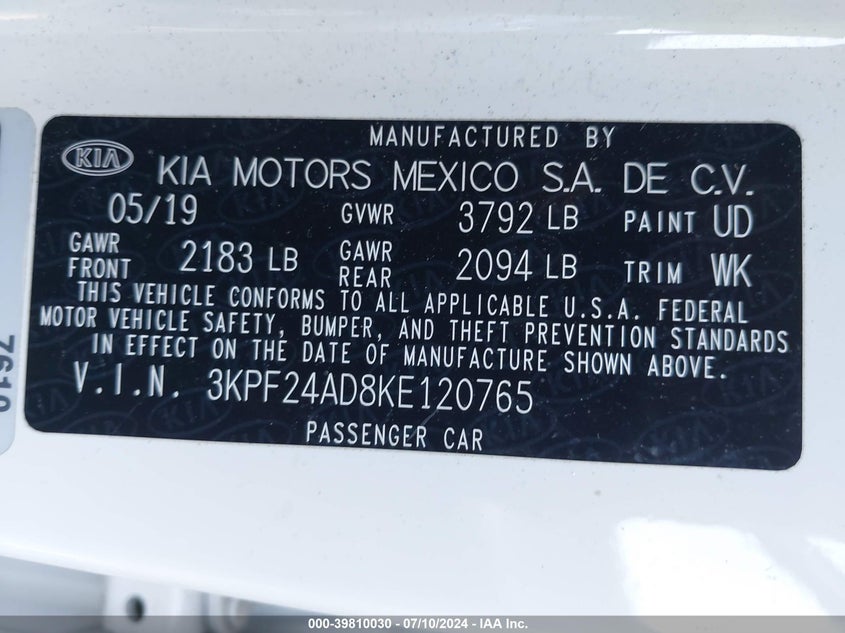 MANUFACTURED BY
KIA KIA MOTORS MEXICO S.A. DE C.V.
05/19 GVWR 3792 LB PAINT UD
GAWR FRONT 2183 LB GAWR REAR 2094 LB TRIM WK
THIS VEHICLE CONFORMS TO ALL APPLICABLE U.S.A. FEDERAL
MOTOR VEHICLE SAFETY, BUMPER, AND THEFT PREVENTION STANDARDS
IN EFFECT ON THE DATE OF MANUFACTURE SHOWN ABOVE.
V.I.N. 3KPF24AD8KE120765
PASSENGER CAR
000-39810030 - 07/10/2024 - IAA Inc.